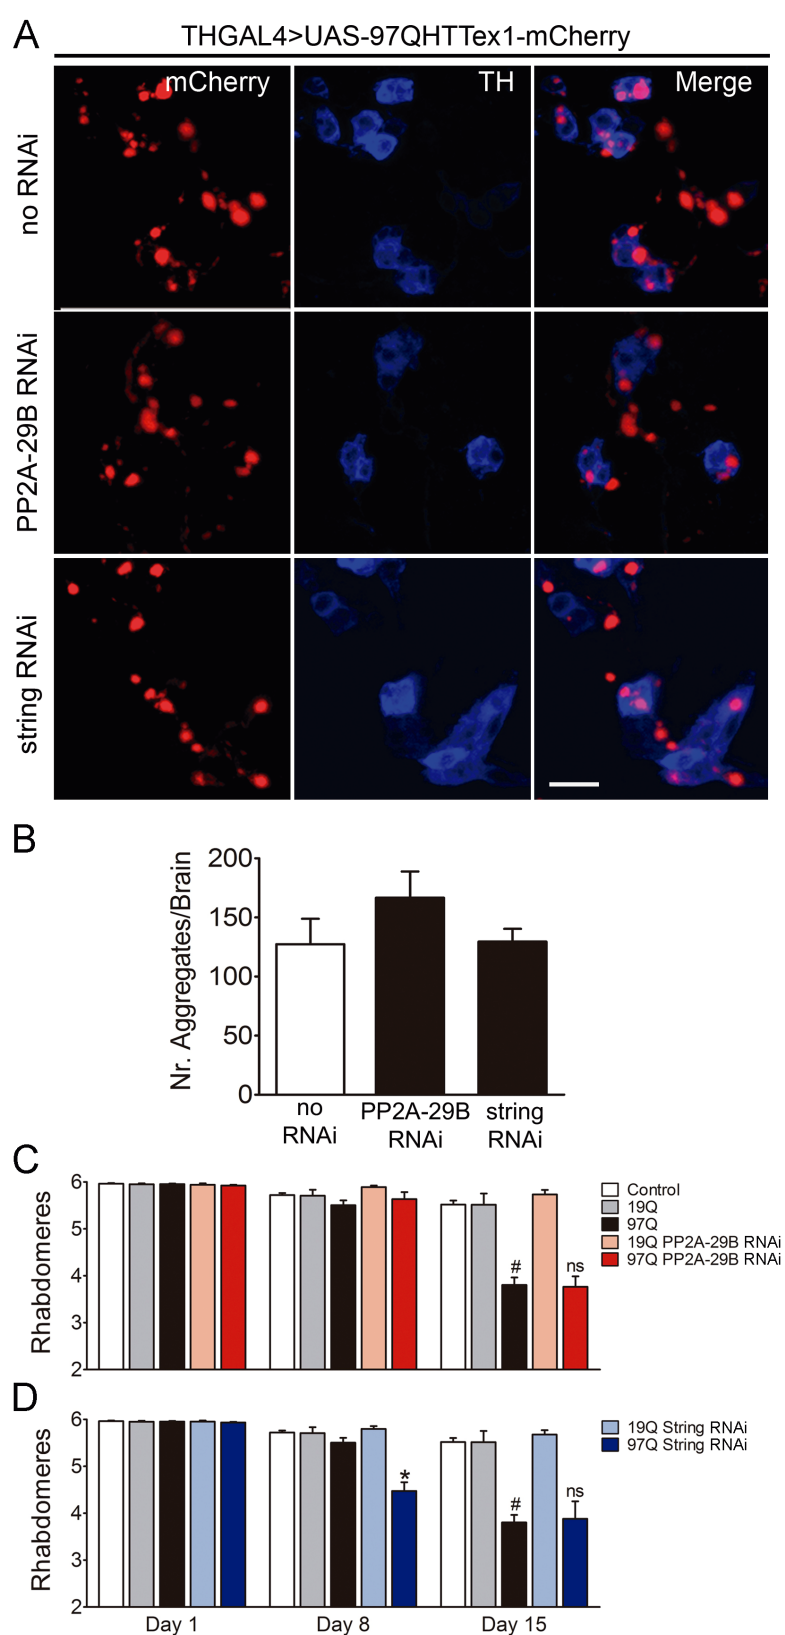 A
THGAL4>UAS-97QHTTex1-mCherry
mCherry
TH
Merge
no RNAi
PP2A-29B RNAi
string RNAi
B
Nr. Aggregates/Brain
200
150
100
50
0
no
RNAi
PP2A-29B
RNAi
string
RNAi
C
Rhabdomeres
6
5
4
3
2
#
ns
Control
19Q
97Q
19Q PP2A-29B RNAi
97Q PP2A-29B RNAi
D
Rhabdomeres
6
5
4
3
2
*
#
ns
19Q String RNAi
97Q String RNAi
Day 1
Day 8
Day 15